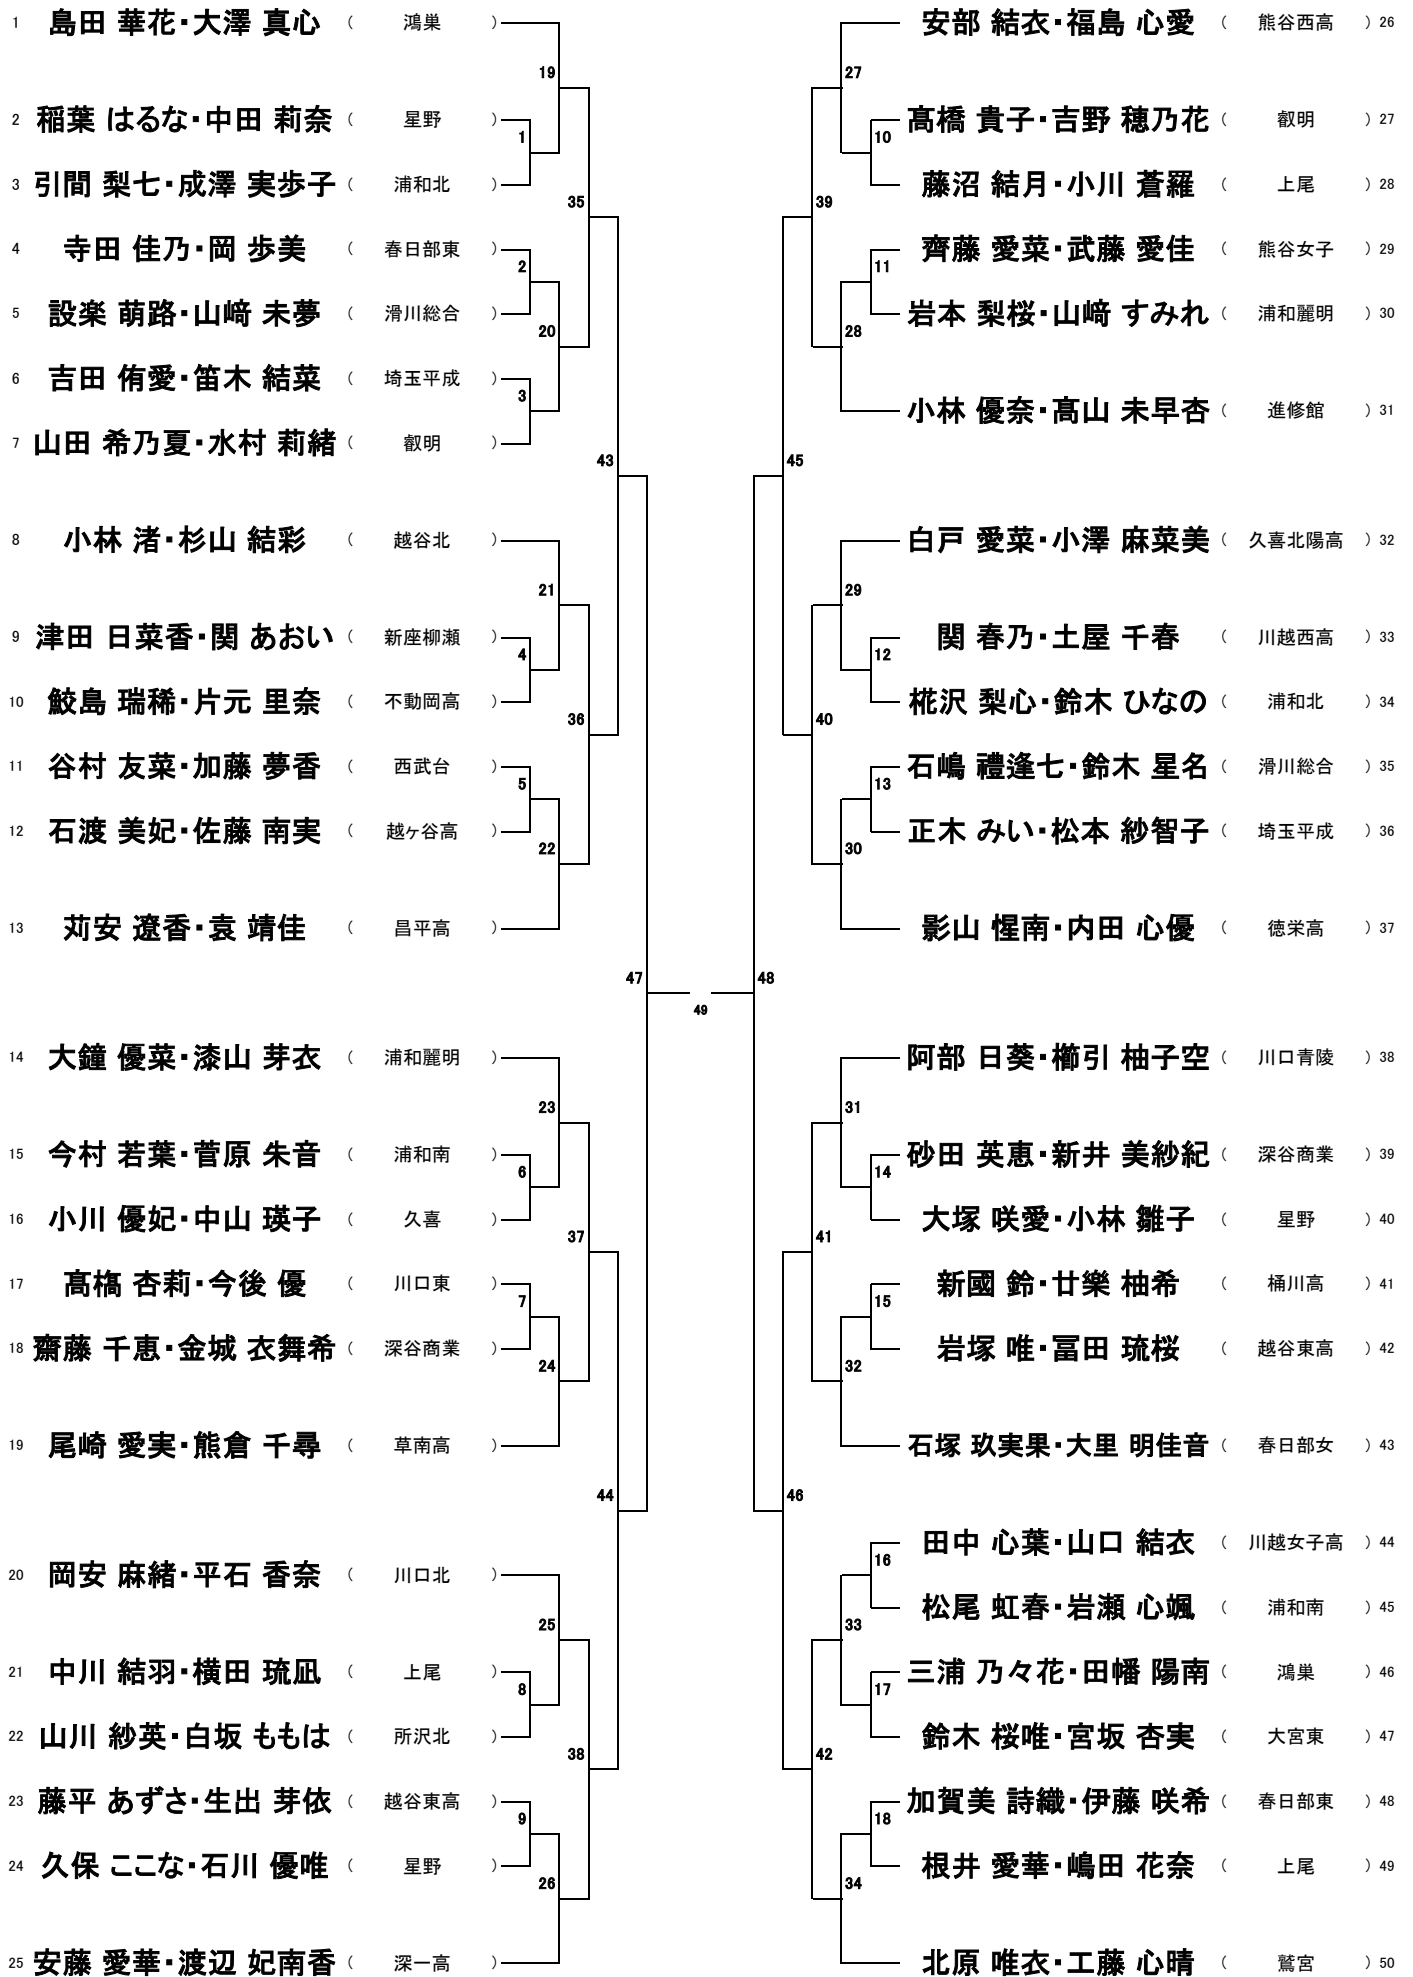 1 島田 華花・大澤 真心 （ 鴻巣 ）
19
2 稲葉 はるな・中田 莉奈 （ 星野 ）
1
3 引間 梨七・成澤 実歩子 （ 浦和北 ）
35
4 寺田 佳乃・岡 歩美 （ 春日部東 ）
2
5 設楽 萌路・山﨑 未夢 （ 滑川総合 ）
20
6 吉田 侑愛・笛木 結菜 （ 埼玉平成 ）
3
7 山田 希乃夏・水村 莉緒 （ 叡明 ）
43
8 小林 渚・杉山 結彩 （ 越谷北 ）
21
9 津田 日菜香・関 あおい （ 新座柳瀬 ）
4
10 鮫島 瑞稀・片元 里奈 （ 不動岡高 ）
36
11 谷村 友菜・加藤 夢香 （ 西武台 ）
5
12 石渡 美妃・佐藤 南実 （ 越ヶ谷高 ）
22
13 苅安 遼香・袁 靖佳 （ 昌平高 ）
47
14 大鐘 優菜・漆山 芽衣 （ 浦和麗明 ）
23
15 今村 若葉・菅原 朱音 （ 浦和南 ）
6
16 小川 優妃・中山 瑛子 （ 久喜 ）
37
17 髙槗 杏莉・今後 優 （ 川口東 ）
7
18 齋藤 千恵・金城 衣舞希 （ 深谷商業 ）
24
19 尾崎 愛実・熊倉 千尋 （ 草南高 ）
44
20 岡安 麻緒・平石 香奈 （ 川口北 ）
25
21 中川 結羽・横田 琉凪 （ 上尾 ）
8
22 山川 紗英・白坂 ももは （ 所沢北 ）
38
23 藤平 あずさ・生出 芽依 （ 越谷東高 ）
9
24 久保 ここな・石川 優唯 （ 星野 ）
26
25 安藤 愛華・渡辺 妃南香 （ 深一高 ）
49
安部 結衣・福島 心愛 （ 熊谷西高 ） 26
27
髙橋 貴子・吉野 穂乃花 （ 叡明 ） 27
10
藤沼 結月・小川 蒼羅 （ 上尾 ） 28
39
齊藤 愛菜・武藤 愛佳 （ 熊谷女子 ） 29
11
岩本 梨桜・山﨑 すみれ （ 浦和麗明 ） 30
28
小林 優奈・髙山 未早杏 （ 進修館 ） 31
45
白戸 愛菜・小澤 麻菜美 （ 久喜北陽高 ） 32
29
関 春乃・土屋 千春 （ 川越西高 ） 33
12
椛沢 梨心・鈴木 ひなの （ 浦和北 ） 34
40
石嶋 禮逢七・鈴木 星名 （ 滑川総合 ） 35
13
正木 みい・松本 紗智子 （ 埼玉平成 ） 36
30
影山 惺南・内田 心優 （ 徳栄高 ） 37
48
阿部 日葵・櫛引 柚子空 （ 川口青陵 ） 38
31
砂田 英恵・新井 美紗紀 （ 深谷商業 ） 39
14
大塚 咲愛・小林 雛子 （ 星野 ） 40
41
新國 鈴・廿樂 柚希 （ 桶川高 ） 41
15
岩塚 唯・冨田 琉桜 （ 越谷東高 ） 42
32
石塚 玖実果・大里 明佳音 （ 春日部女 ） 43
46
田中 心葉・山口 結衣 （ 川越女子高 ） 44
16
松尾 虹春・岩瀬 心颯 （ 浦和南 ） 45
33
三浦 乃々花・田幡 陽南 （ 鴻巣 ） 46
17
鈴木 桜唯・宮坂 杏実 （ 大宮東 ） 47
42
加賀美 詩織・伊藤 咲希 （ 春日部東 ） 48
18
根井 愛華・嶋田 花奈 （ 上尾 ） 49
34
北原 唯衣・工藤 心晴 （ 鷲宮 ） 50